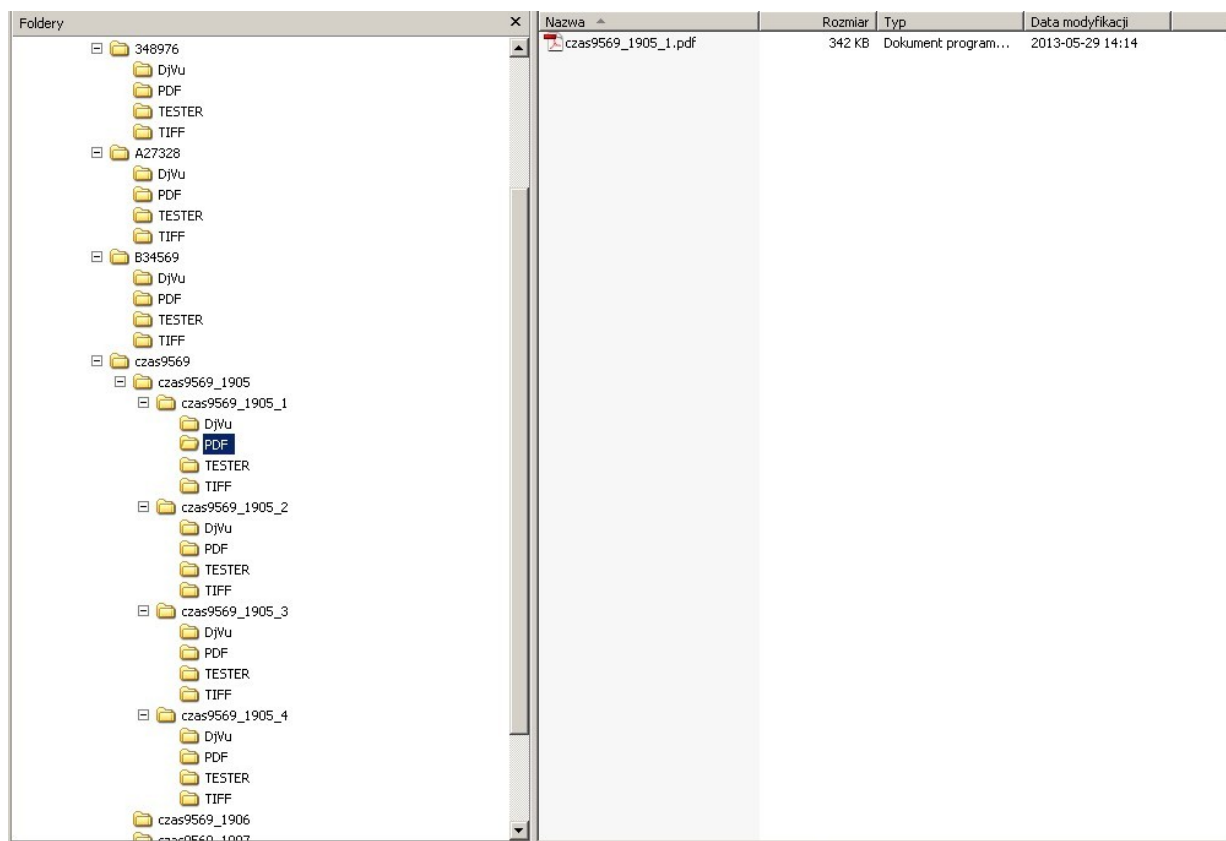 Foldery
348976
DjVu
PDF
TESTER
TIFF
A27328
DjVu
PDF
TESTER
TIFF
B34569
DjVu
PDF
TESTER
TIFF
czas9569
czas9569_1905
czas9569_1905_1
DjVu
PDF
TESTER
TIFF
czas9569_1905_2
DjVu
PDF
TESTER
TIFF
czas9569_1905_3
DjVu
PDF
TESTER
TIFF
czas9569_1905_4
DjVu
PDF
TESTER
TIFF
czas9569_1906
czas9569_1907
Nazwa Rozmiar Typ Data modyfikacji
czas9569_1905_1.pdf 342 KB Dokument program... 2013-05-29 14:14